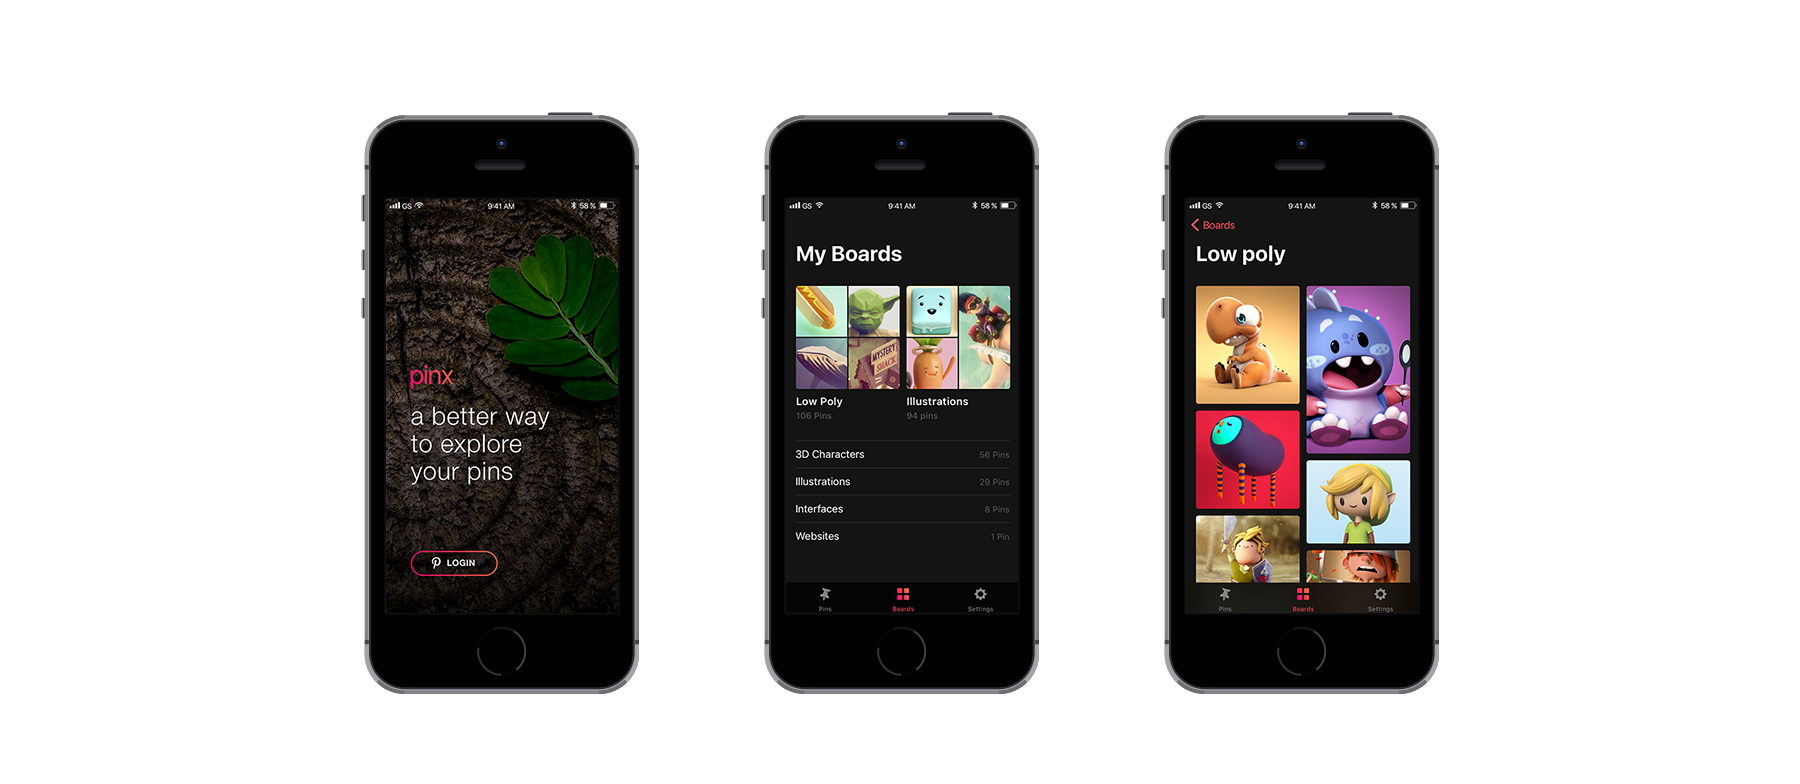 GS 9:41 AM 58 %
pinx
a better way
to explore
your pins
LOGIN
GS 9:41 AM 58 %
My Boards
MYSTERY
SHACK
Low Poly Illustrations
106 Pins 94 pins
3D Characters 56 Pins
Illustrations 29 Pins
Interfaces 8 Pins
Websites 1 Pin
Pins Boards Settings
GS 9:41 AM 58 %
Boards
Low poly
Pins Boards Settings